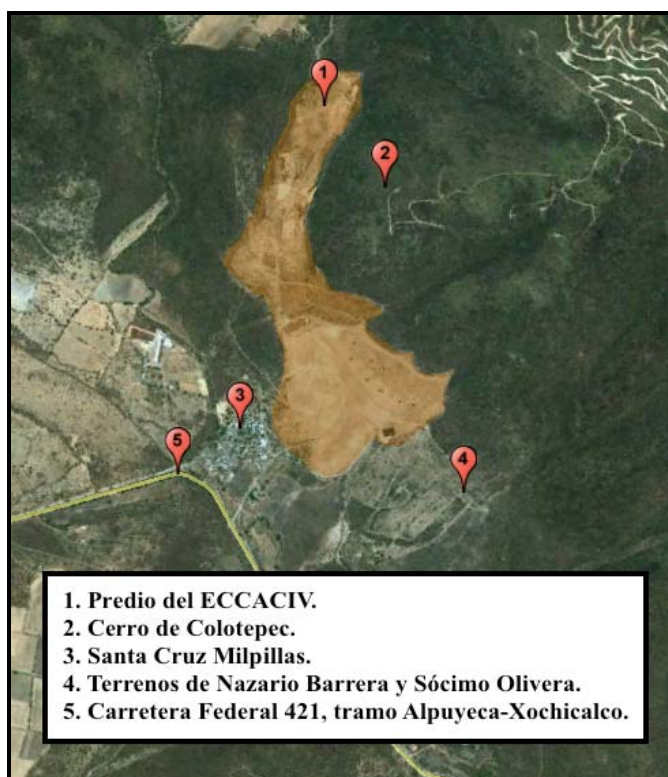 1
2
3
5
4
1. Predio del ECCACIV.
2. Cerro de Colotepec.
3. Santa Cruz Milpillas.
4. Terrenos de Nazario Barrera y Sócimo Olivera.
5. Carretera Federal 421, tramo Alpuyeca-Xochicalco.